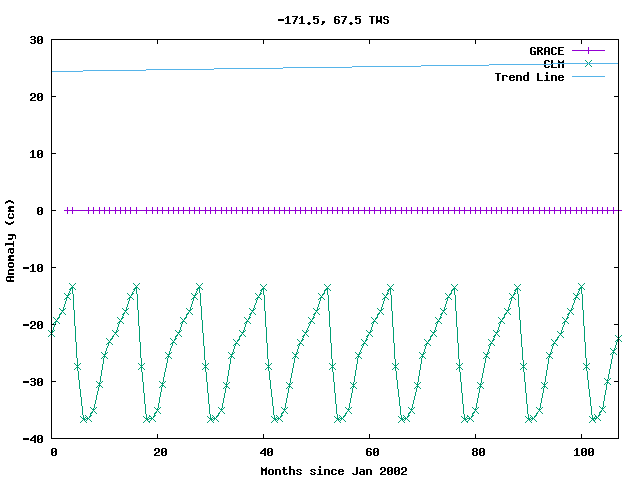 -171.5, 67.5 TWS
30
20
10
0
-10
-20
-30
-40
Anomaly (cm)
GRACE
CLM
Trend Line
0 20 40 60 80 100
Months since Jan 2002